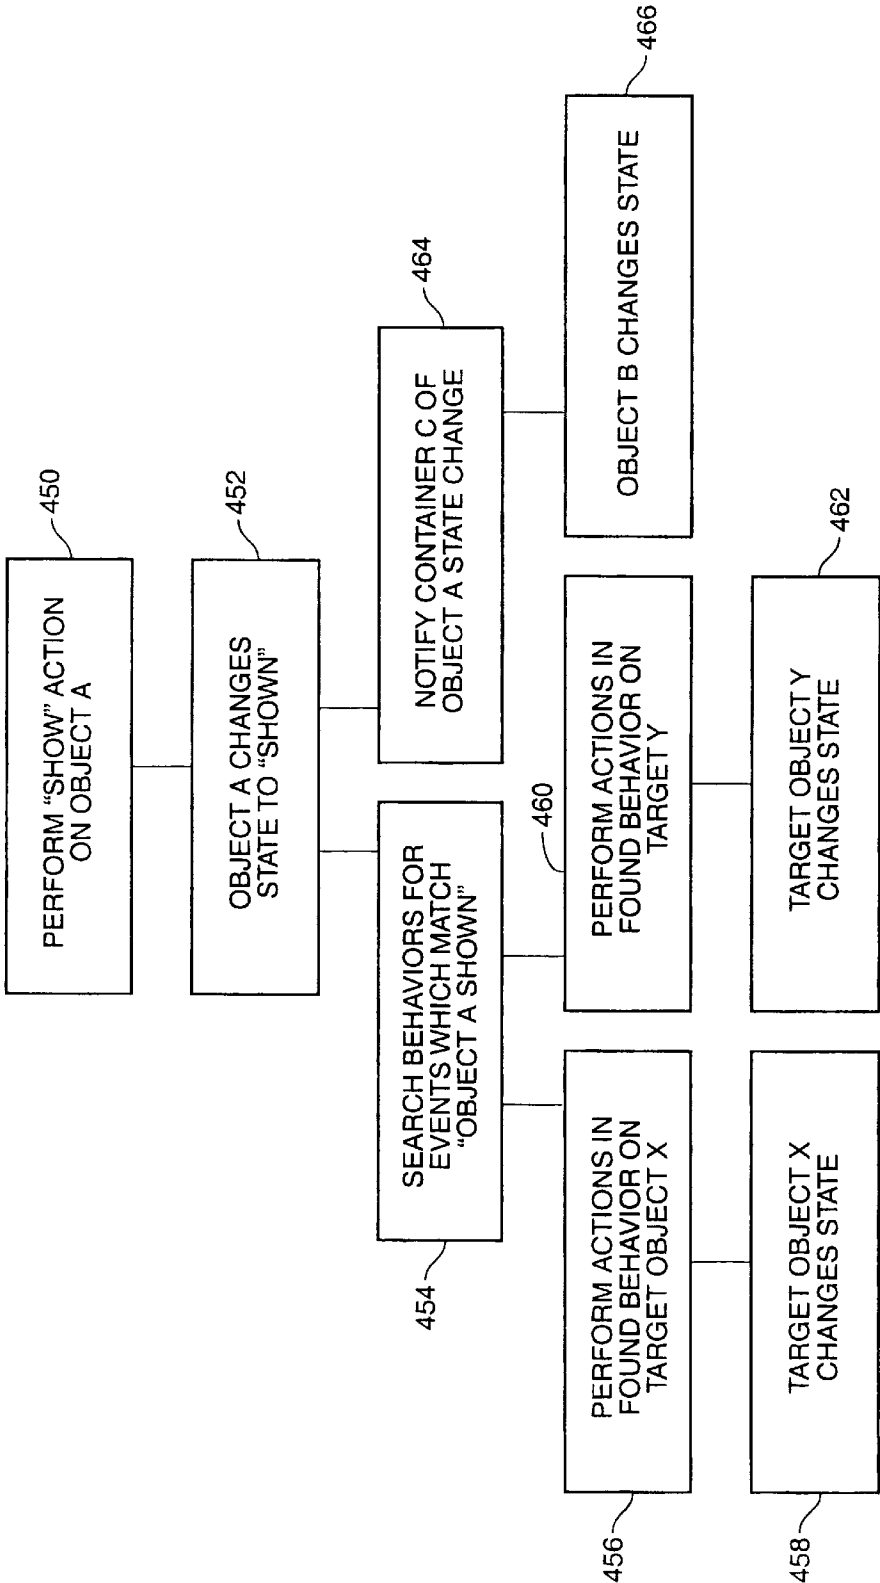 450
PERFORM “SHOW” ACTION
ON OBJECT A
452
OBJECT A CHANGES
STATE TO “SHOWN”
454
SEARCH BEHAVIORS FOR
EVENTS WHICH MATCH
“OBJECT A SHOWN”
464
NOTIFY CONTAINER C OF
OBJECT A STATE CHANGE
456
PERFORM ACTIONS IN
FOUND BEHAVIOR ON
TARGET OBJECT X
460
PERFORM ACTIONS IN
FOUND BEHAVIOR ON
TARGET Y
466
OBJECT B CHANGES STATE
458
TARGET OBJECT X
CHANGES STATE
462
TARGET OBJECT Y
CHANGES STATE